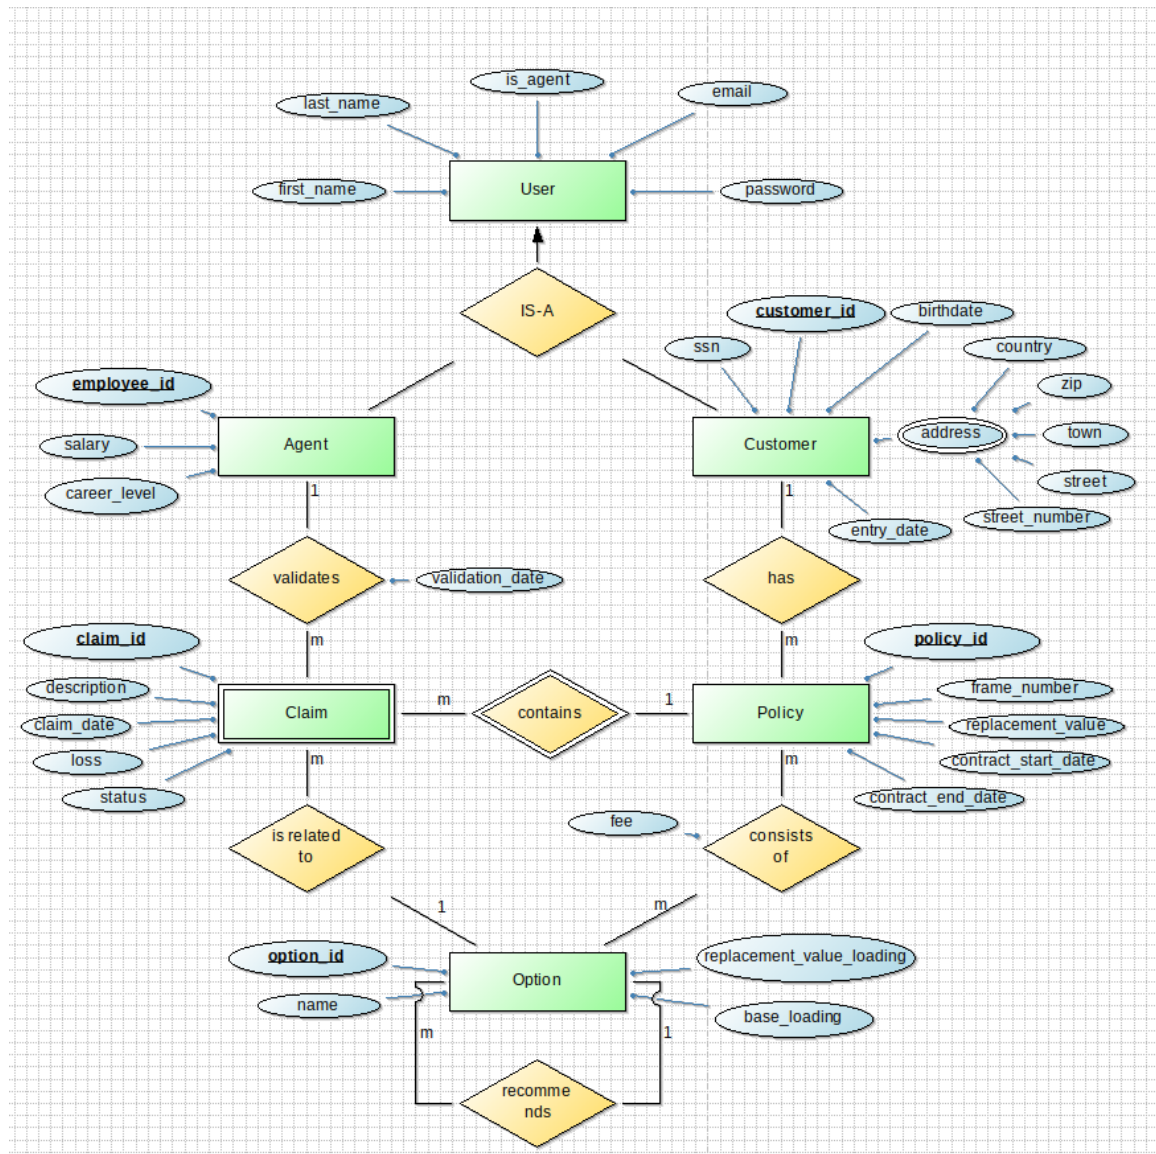 is_agent
email
last_name
first_name
User
password
IS-A
customer_id
birthdate
ssn
country
employee_id
zip
salary
Agent
Customer
address
town
career_level
street
1
1
street_number
entry_date
validates
validation_date
has
m
m
claim_id
policy_id
description
frame_number
claim_date
Claim
m
contains
1
Policy
replacement_value
loss
m
m
contract_start_date
status
contract_end_date
fee
is related
to
consists
of
1
m
option_id
Option
replacement_value_loading
name
base_loading
m
1
recomme
nds